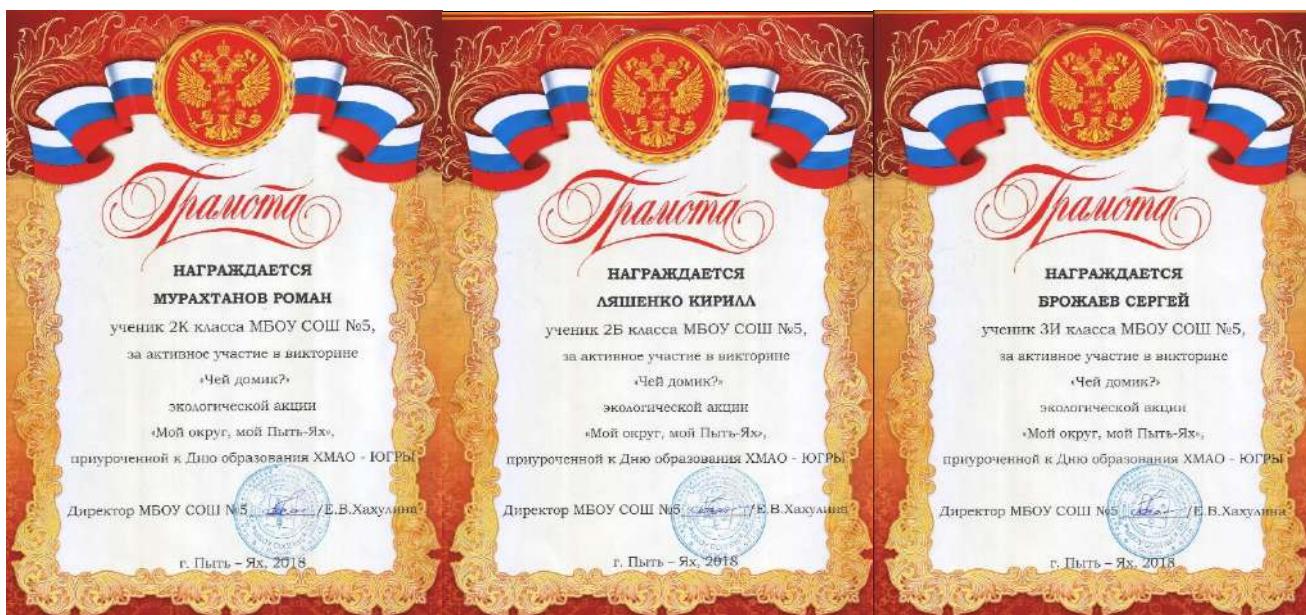 Грамота
НАГРАЖДАЕТСЯ
МУРАХТАНОВ РОМАН
ученик 2К класса МБОУ СОШ №5,
за активное участие в викторине
«Чей домик?»
экологической акции
«Мой округ, мой Пыть-Ях»,
приуроченной к Дню образования ХМАО - ЮГРЫ
Директор МБОУ СОШ №5 /Е.В.Хахулина
г. Пыть – Ях, 2018
Грамота
НАГРАЖДАЕТСЯ
ЛЯШЕНКО КИРИЛЛ
ученик 2Б класса МБОУ СОШ №5,
за активное участие в викторине
«Чей домик?»
экологической акции
«Мой округ, мой Пыть-Ях»,
приуроченной к Дню образования ХМАО - ЮГРЫ
Директор МБОУ СОШ №5 /Е.В.Хахулина
г. Пыть – Ях, 2018
Грамота
НАГРАЖДАЕТСЯ
БРОЖАЕВ СЕРГЕЙ
ученик 3И класса МБОУ СОШ №5,
за активное участие в викторине
«Чей домик?»
экологической акции
«Мой округ, мой Пыть-Ях»,
приуроченной к Дню образования ХМАО - ЮГРЫ
Директор МБОУ СОШ №5 /Е.В.Хахулина
г. Пыть – Ях, 2018